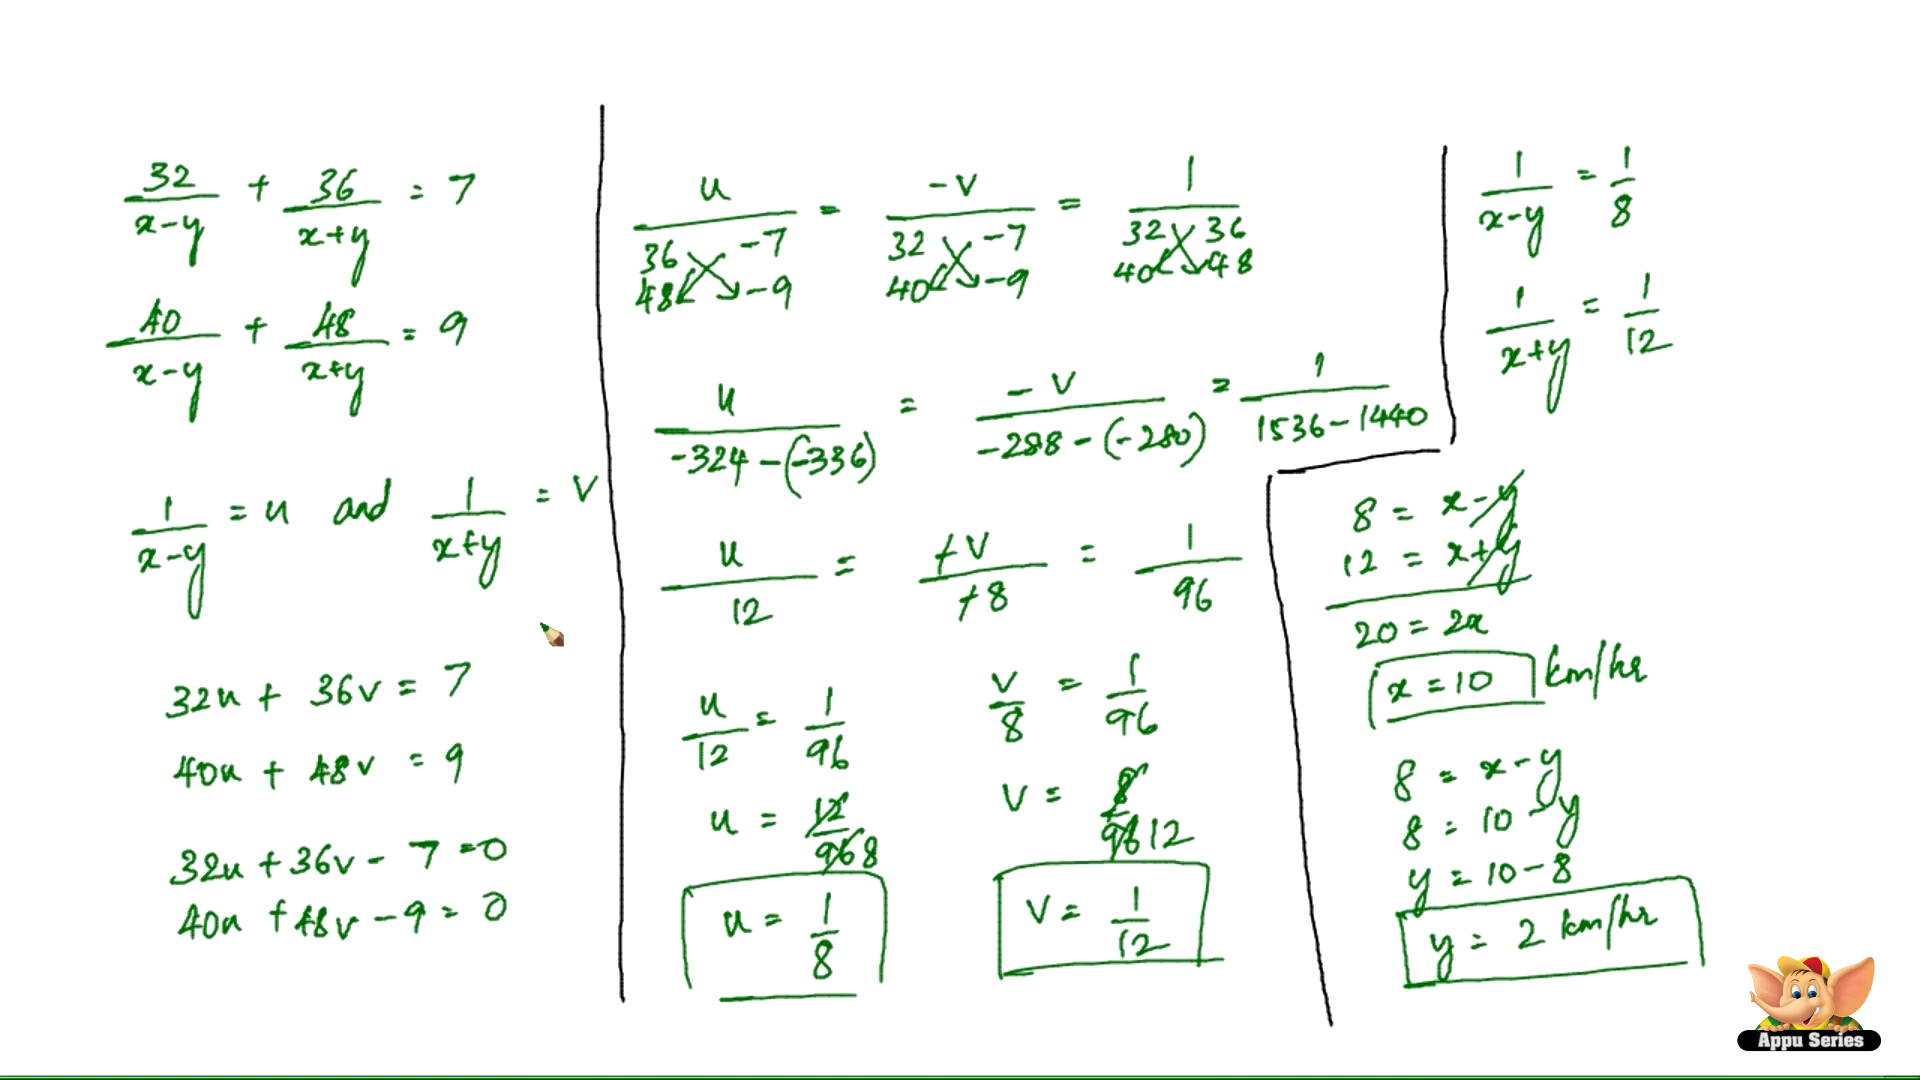 32/(x-y) + 36/(x+y) = 7
40/(x-y) + 48/(x+y) = 9
1/(x-y) = u and 1/(x+y) = v
32u + 36v = 7
40u + 48v = 9
32u + 36v - 7 = 0
40u + 48v - 9 = 0
u/(36 -7 48 -9) = -v/(32 -7 40 -9) = 1/(32 36 40 48)
u/(-324-(-336)) = -v/(-288-(-280)) = 1/(1536-1440)
u/12 = -v/-8 = 1/96
u/12 = 1/96
u = 12/96 8
u = 1/8
v/8 = 1/96
v = 8/96 12
v = 1/12
1/(x-y) = 1/8
1/(x+y) = 1/12
8 = x-y
12 = x+y
20 = 2x
x = 10 km/hr
8 = x-y
8 = 10-y
y = 10-8
y = 2 km/hr
Appu Series